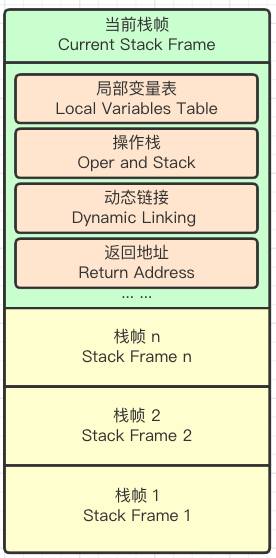 当前栈帧
Current Stack Frame
局部变量表
Local Variables Table
操作栈
Oper and Stack
动态链接
Dynamic Linking
返回地址
Return Address
... ...
栈帧 n
Stack Frame n
栈帧 2
Stack Frame 2
栈帧 1
Stack Frame 1